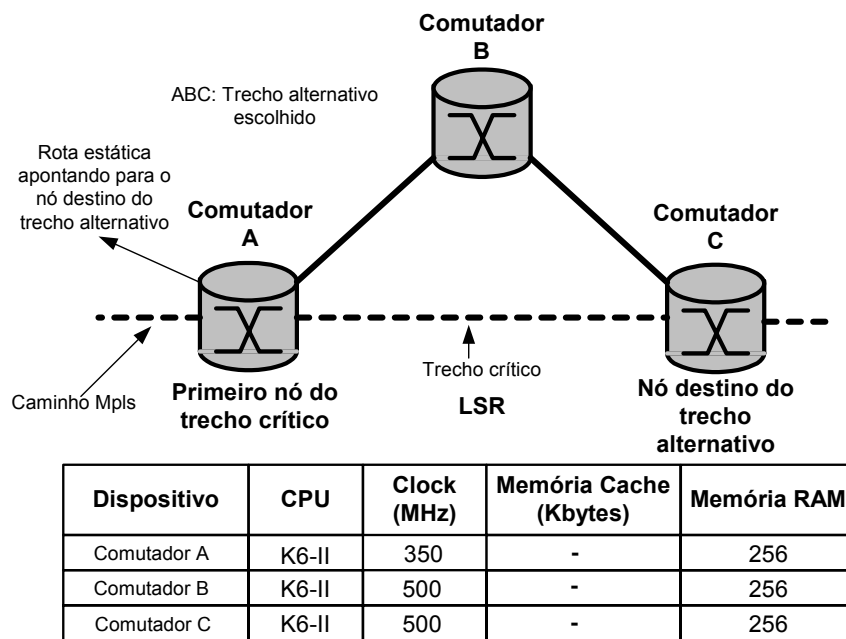 Comutador
B
ABC: Trecho alternativo
escolhido
Rota estática
apontando para o
nó destino do
trecho alternativo
Comutador
A
Comutador
C
Caminho Mpls
Primeiro nó do
trecho crítico
Trecho crítico
LSR
Nó destino do
trecho
alternativo
Dispositivo CPU Clock (MHz) Memória Cache (Kbytes) Memória RAM
Comutador A K6-II 350 - 256
Comutador B K6-II 500 - 256
Comutador C K6-II 500 - 256